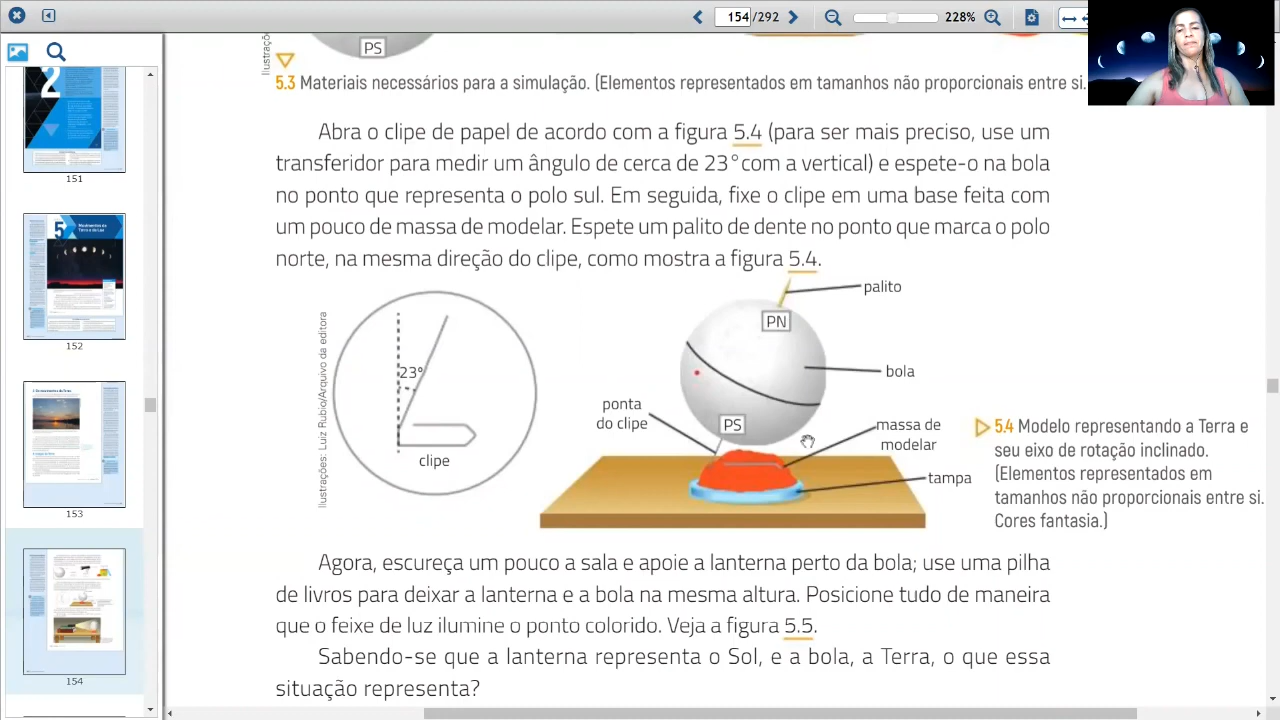 154 /292
228%
PS
Ilustraçõ
5.3 Materiais necessários para a simulação. (Elementos representados em tamanhos não proporcionais entre si.
Abra o clipe de papel de acordo com a figura 5.4 (para ser mais preciso, use um
transferidor para medir um ângulo de cerca de 23° com a vertical) e espete-o na bola
no ponto que representa o polo sul. Em seguida, fixe o clipe em uma base feita com
um pouco de massa de modelar. Espete um palito de dente no ponto que marca o polo
norte, na mesma direção do clipe, como mostra a figura 5.4.
Ilustrações: Luis Rubio/Arquivo da editora
23°
clipe
palito
PN
bola
ponta
do clipe
PS
massa de
modelar
tampa
5.4 Modelo representando a Terra e
seu eixo de rotação inclinado.
(Elementos representados em
tamanhos não proporcionais entre si.
Cores fantasia.)
Agora, escureça um pouco a sala e apoie a lanterna perto da bola; use uma pilha
de livros para deixar a lanterna e a bola na mesma altura. Posicione tudo de maneira
que o feixe de luz ilumine o ponto colorido. Veja a figura 5.5.
Sabendo-se que a lanterna representa o Sol, e a bola, a Terra, o que essa
situação representa?
2
151
5
Movimentos da
Terra e da Lua
152
153
154